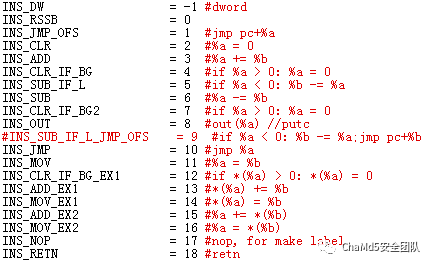 INS_DW = -1 #dword
INS_RSSB = 0
INS_JMP_OFS = 1 #jmp pc+%a
INS_CLR = 2 #%a = 0
INS_ADD = 3 #%a += %b
INS_CLR_IF_BG = 4 #if %a > 0: %a = 0
INS_SUB_IF_L = 5 #if %a < 0: %b -= %a
INS_SUB = 6 #%a -= %b
INS_CLR_IF_BG2 = 7 #if %a > 0: %a = 0
INS_OUT = 8 #out(%a) //putc
#INS_SUB_IF_L_JMP_OFS = 9 #if %a < 0: %b -= %a;jmp pc+%b
INS_JMP = 10 #jmp %a
INS_MOV = 11 #%a = %b
INS_CLR_IF_BG_EX1 = 12 #if *(%a) > 0: *(%a) = 0
INS_ADD_EX1 = 13 #*(%a) += %b
INS_MOV_EX1 = 14 #*(%a) = %b
INS_ADD_EX2 = 15 #%a += *(%b)
INS_MOV_EX2 = 16 #%a = *(%b)
INS_NOP = 17 #nop, for make label
INS_RETN = 18 #retn
ChaMd5安全团队